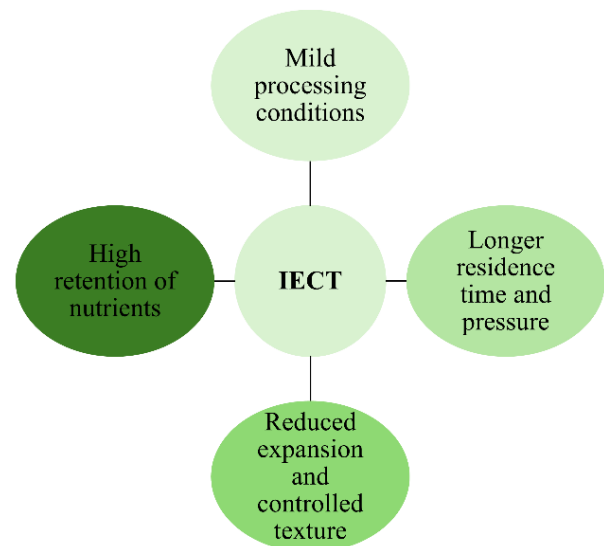 Mild
processing
conditions
High
retention of
nutrients
IECT
Longer
residence
time and
pressure
Reduced
expansion
and
controlled
texture